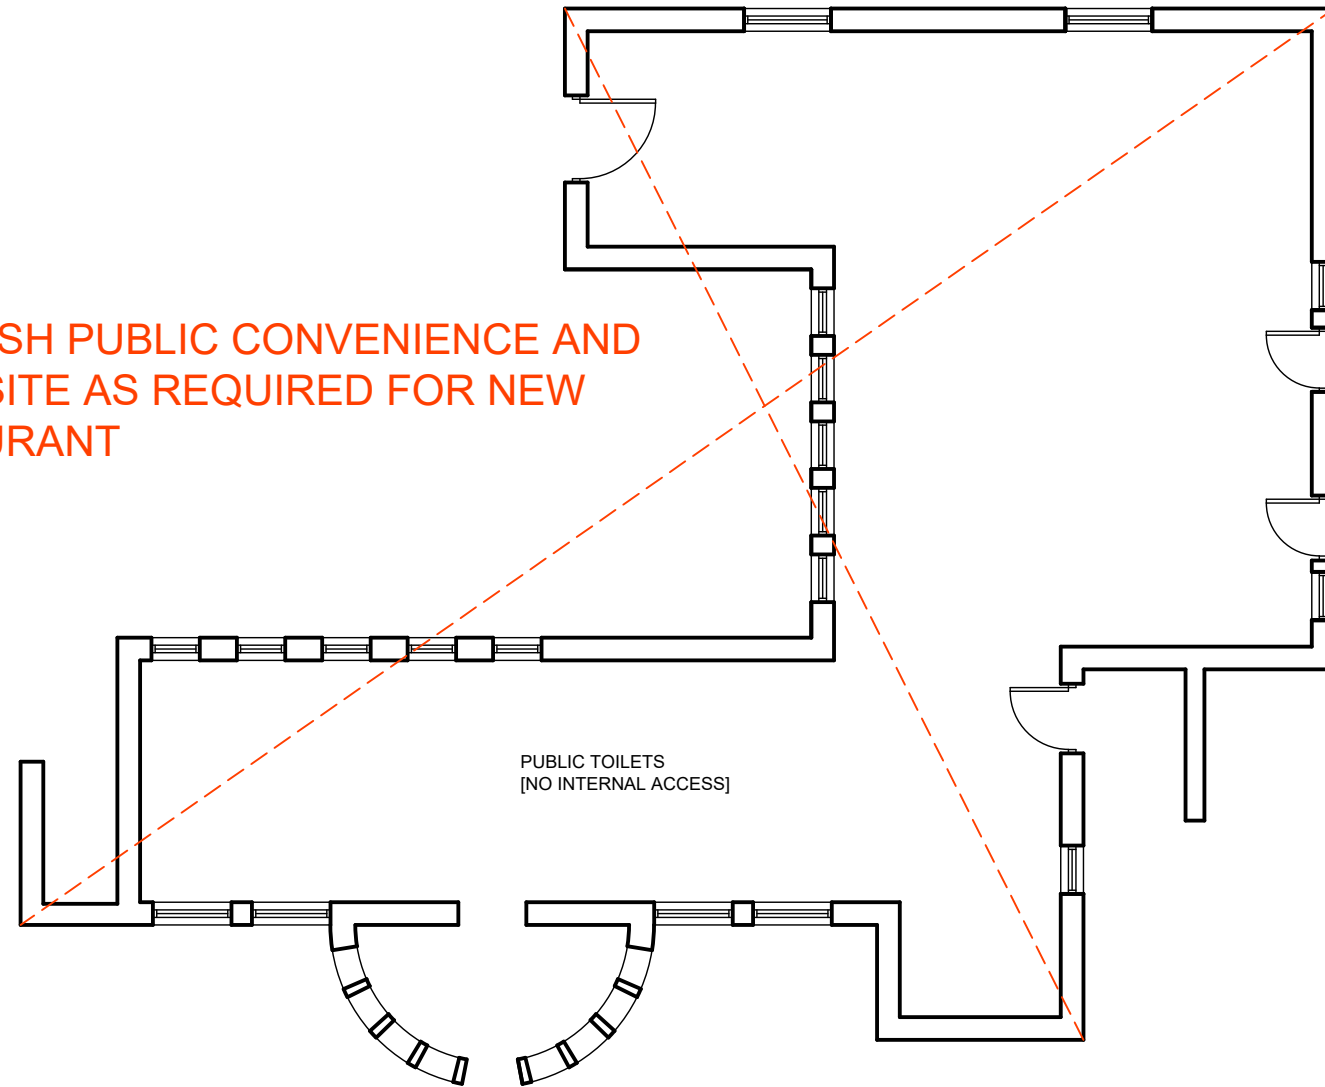 SH PUBLIC CONVENIENCE AND
SITE AS REQUIRED FOR NEW
URANT
PUBLIC TOILETS
[NO INTERNAL ACCESS]